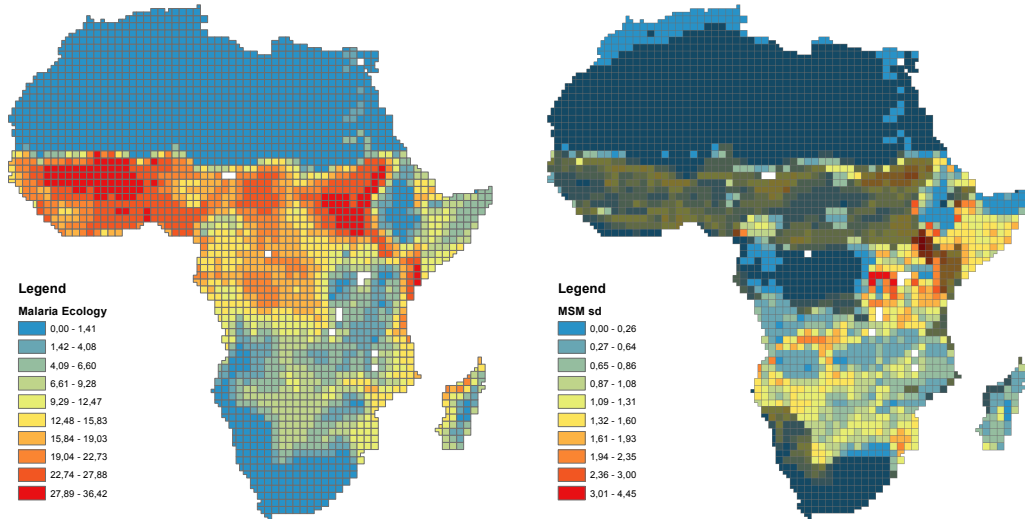 Legend
Malaria Ecology
0,00 - 1,41
1,42 - 4,08
4,09 - 6,60
6,61 - 9,28
9,29 - 12,47
12,48 - 15,83
15,84 - 19,03
19,04 - 22,73
22,74 - 27,88
27,89 - 36,42
Legend
MSM sd
0,00 - 0,26
0,27 - 0,64
0,65 - 0,86
0,87 - 1,08
1,09 - 1,31
1,32 - 1,60
1,61 - 1,93
1,94 - 2,35
2,36 - 3,00
3,01 - 4,45